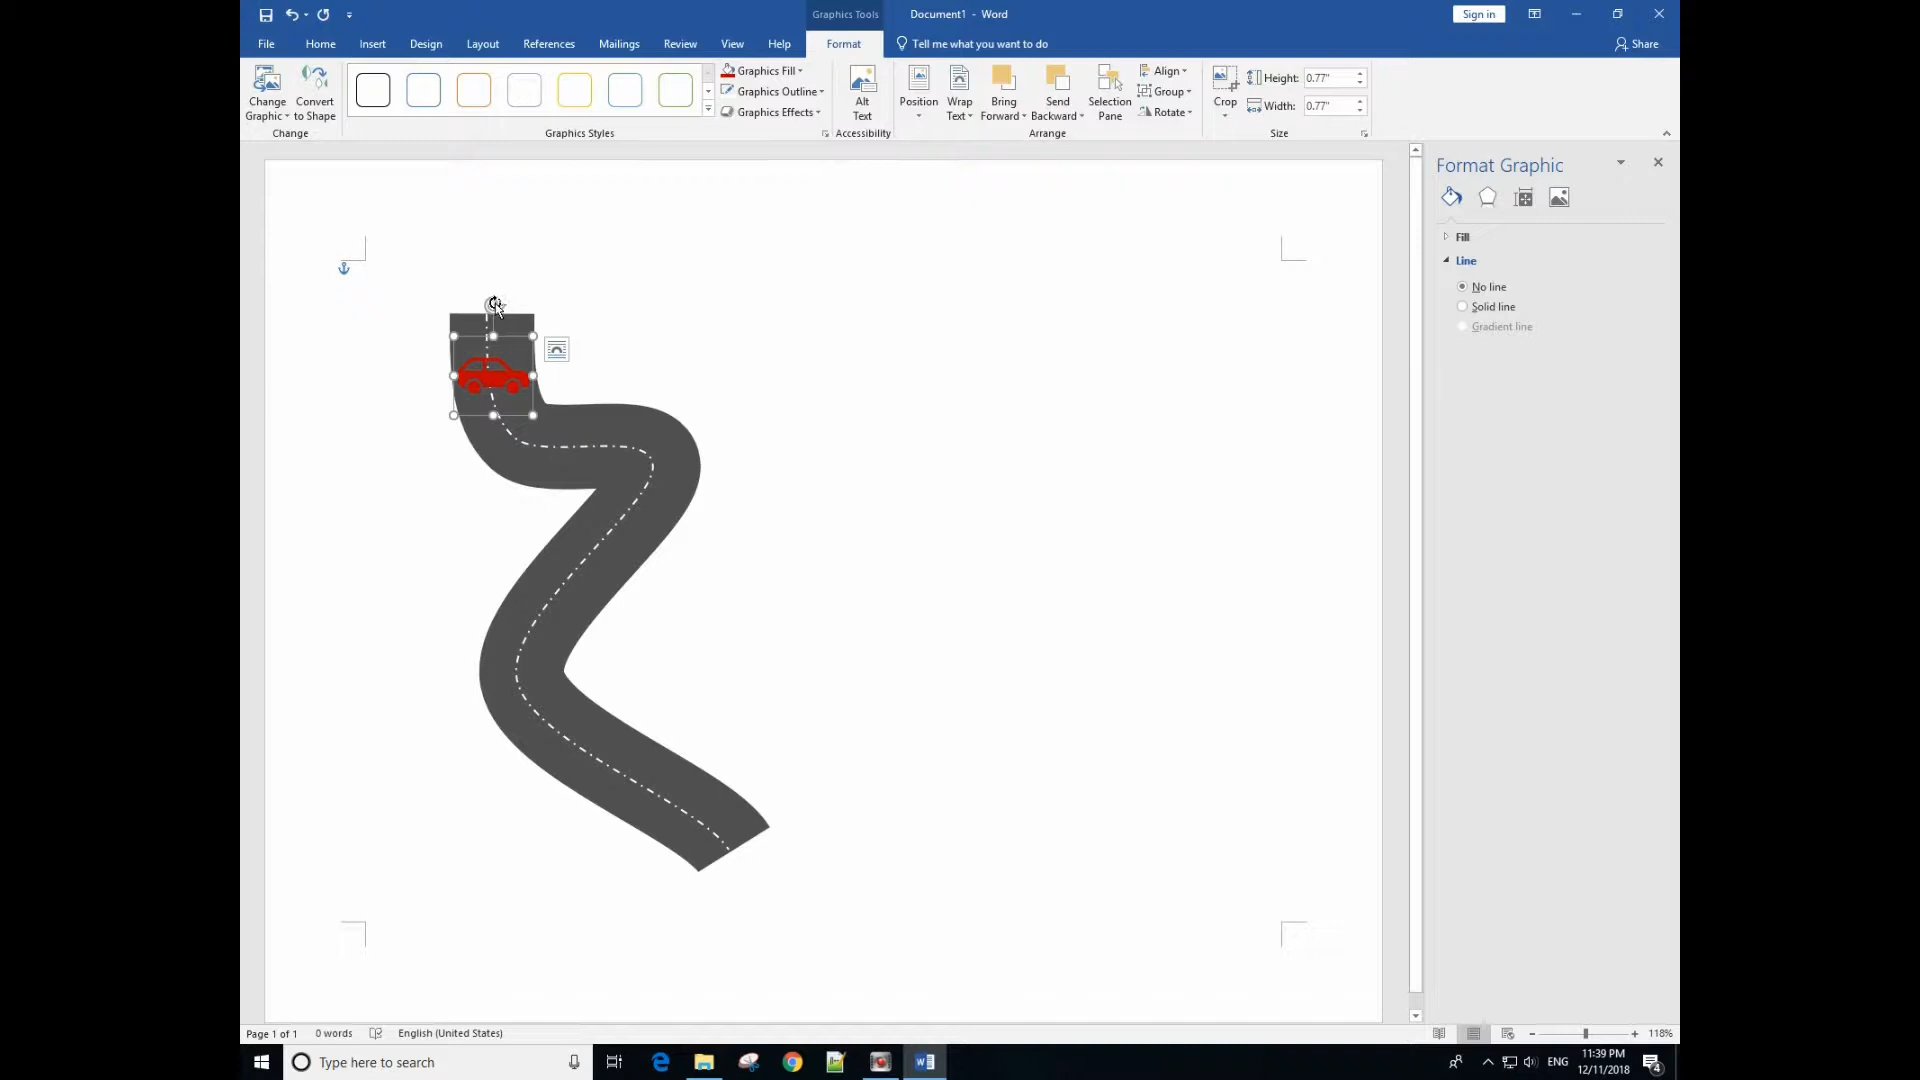 Graphics Tools
Document1 - Word
Sign in
File Home Insert Design Layout References Mailings Review View Help Format Tell me what you want to do Share
Change Graphic
Convert to Shape
Change
Graphics Fill
Graphics Outline
Graphics Effects
Graphics Styles
Alt Text
Accessibility
Position
Wrap Text
Bring Forward
Send Backward
Selection Pane
Align
Group
Rotate
Arrange
Crop
Height: 0.77"
Width: 0.77"
Size
Format Graphic
Fill
Line
No line
Solid line
Gradient line
Page 1 of 1 0 words English (United States) 118%
Type here to search
ENG
11:39 PM
12/11/2018
4